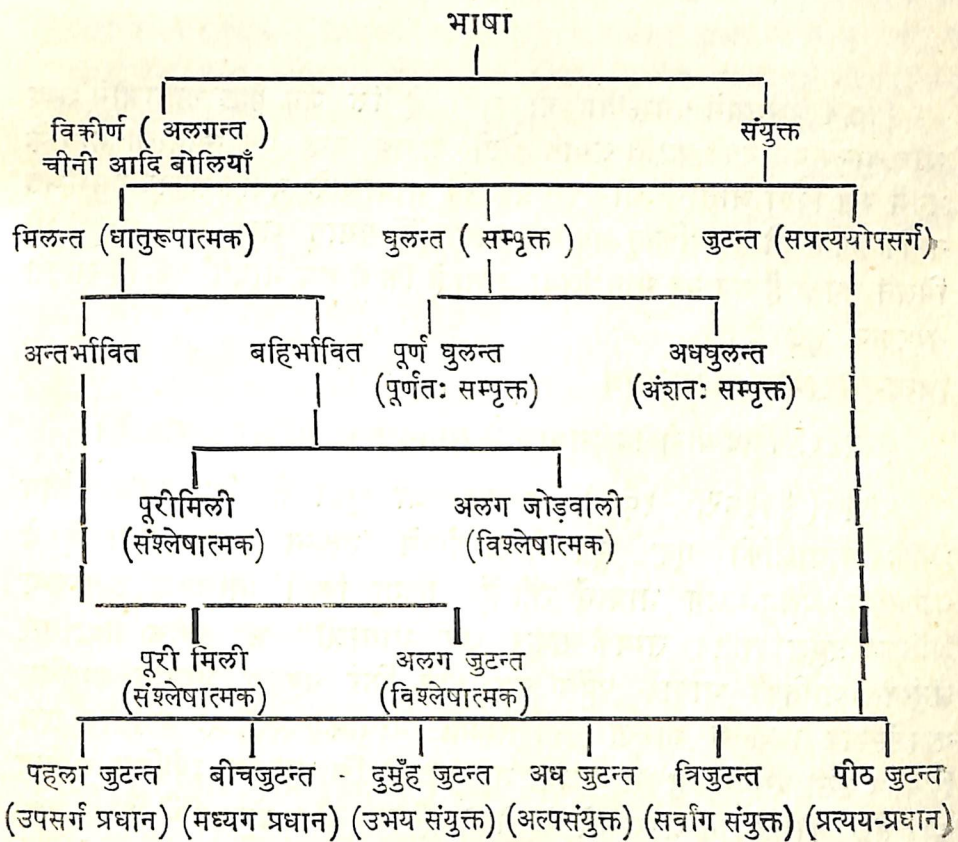 भाषा
विकीर्ण ( अलगन्त )
चीनी आदि बोलियाँ
संयुक्त
मिलन्त (धातुरूपात्मक)
घुलन्त ( सम्पृक्त )
जुटन्त (सप्रत्ययोपसर्ग)
अन्तर्भावित
बहिर्भावित
पूर्ण घुलन्त
(पूर्णतः सम्पृक्त)
अधघुलन्त
(अंशतः सम्पृक्त)
पूरीमिली
(संश्लेषात्मक)
अलग जोड़वाली
(विश्लेषात्मक)
पूरी मिली
(संश्लेषात्मक)
अलग जुटन्त
(विश्लेषात्मक)
पहला जुटन्त
(उपसर्ग प्रधान)
बीचजुटन्त
(मध्यग प्रधान)
दुमुँह जुटन्त
(उभय संयुक्त)
अध जुटन्त
(अल्पसंयुक्त)
त्रिजुटन्त
(सर्वांग संयुक्त)
पीठ जुटन्त
(प्रत्यय-प्रधान)